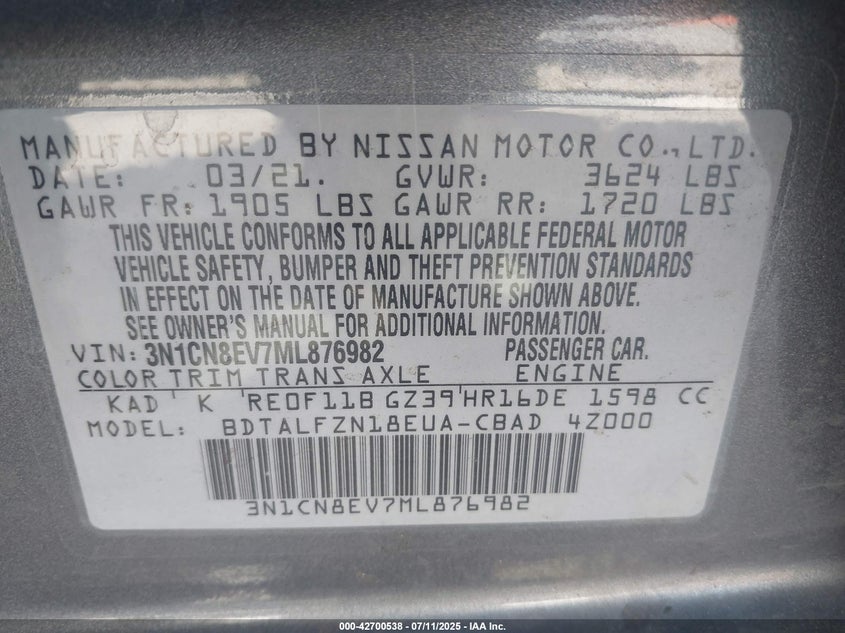 MANUFACTURED BY NISSAN MOTOR CO., LTD.
DATE: 03/21. GVWR: 3624 LBS
GAWR FR: 1905 LBS GAWR RR: 1720 LBS
THIS VEHICLE CONFORMS TO ALL APPLICABLE FEDERAL MOTOR
VEHICLE SAFETY, BUMPER AND THEFT PREVENTION STANDARDS
IN EFFECT ON THE DATE OF MANUFACTURE SHOWN ABOVE.
SEE OWNER'S MANUAL FOR ADDITIONAL INFORMATION.
VIN: 3N1CN8EV7ML876982 PASSENGER CAR.
COLOR TRIM TRANS AXLE ENGINE
KAD K RE0F11B GZ39 HR16DE 1598 CC
MODEL: BDTALFZN18EUA-CBAD 4Z000
3N1CN8EV7ML876982
000-42700538 - 07/11/2025 - IAA Inc.